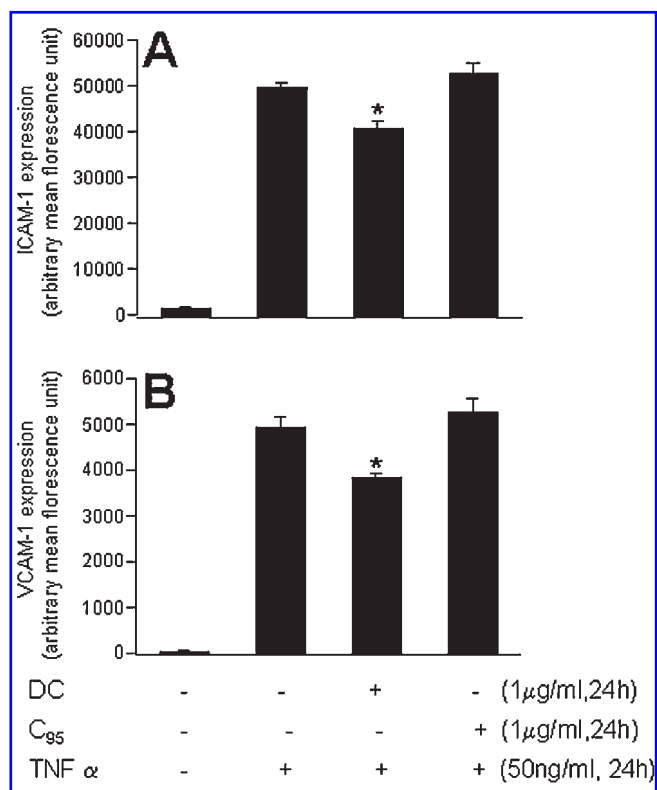 A
ICAM-1 expression
(arbitrary mean florescence unit)
60000
50000
40000
30000
20000
10000
0
*
B
VCAM-1 expression
(arbitrary mean florescence unit)
6000
5000
4000
3000
2000
1000
0
*
DC - - + - (1μg/ml,24h)
C95 - - - + (1μg/ml,24h)
TNF α - + + + (50ng/ml, 24h)